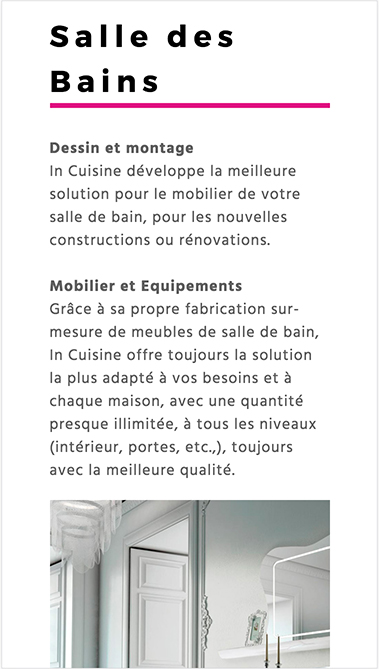 Salle des
Bains
Dessin et montage
In Cuisine développe la meilleure
solution pour le mobilier de votre
salle de bain, pour les nouvelles
constructions ou rénovations.
Mobilier et Equipements
Grâce à sa propre fabrication sur-
mesure de meubles de salle de bain,
In Cuisine offre toujours la solution
la plus adapté à vos besoins et à
chaque maison, avec une quantité
presque illimitée, à tous les niveaux
(intérieur, portes, etc.,), toujours
avec la meilleure qualité.